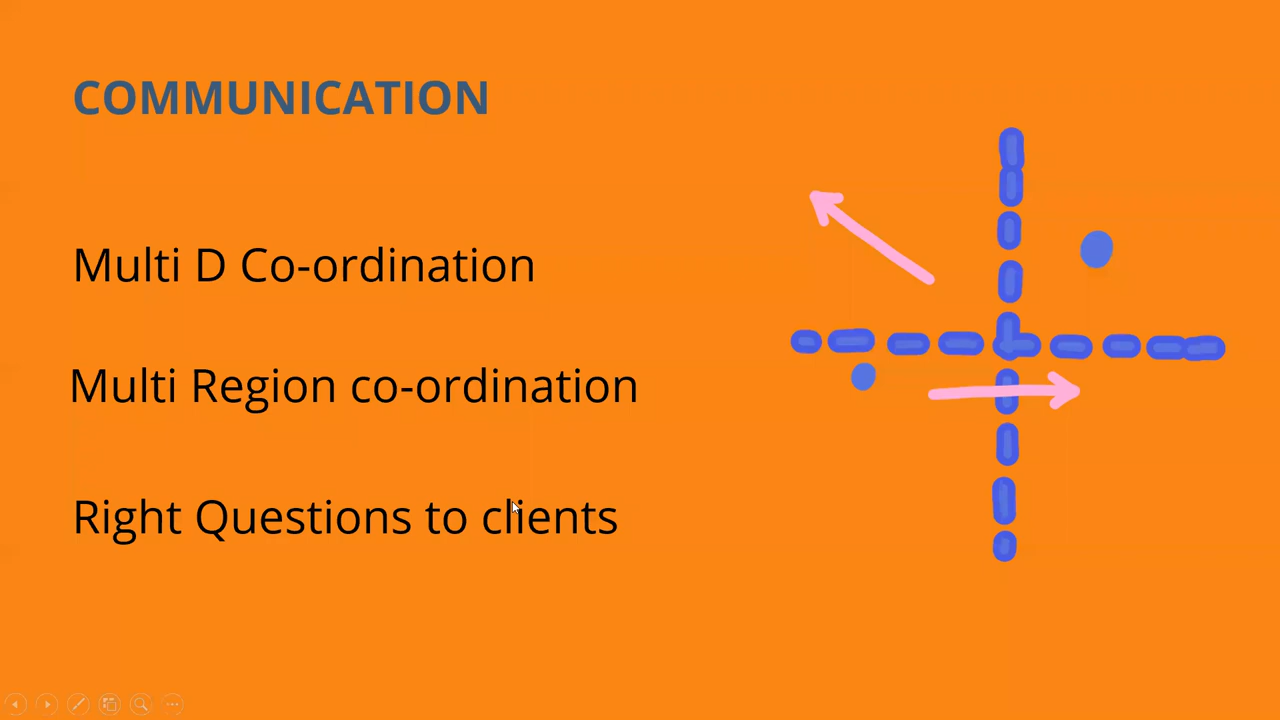 COMMUNICATION
Multi D Co-ordination
Multi Region co-ordination
Right Questions to clients